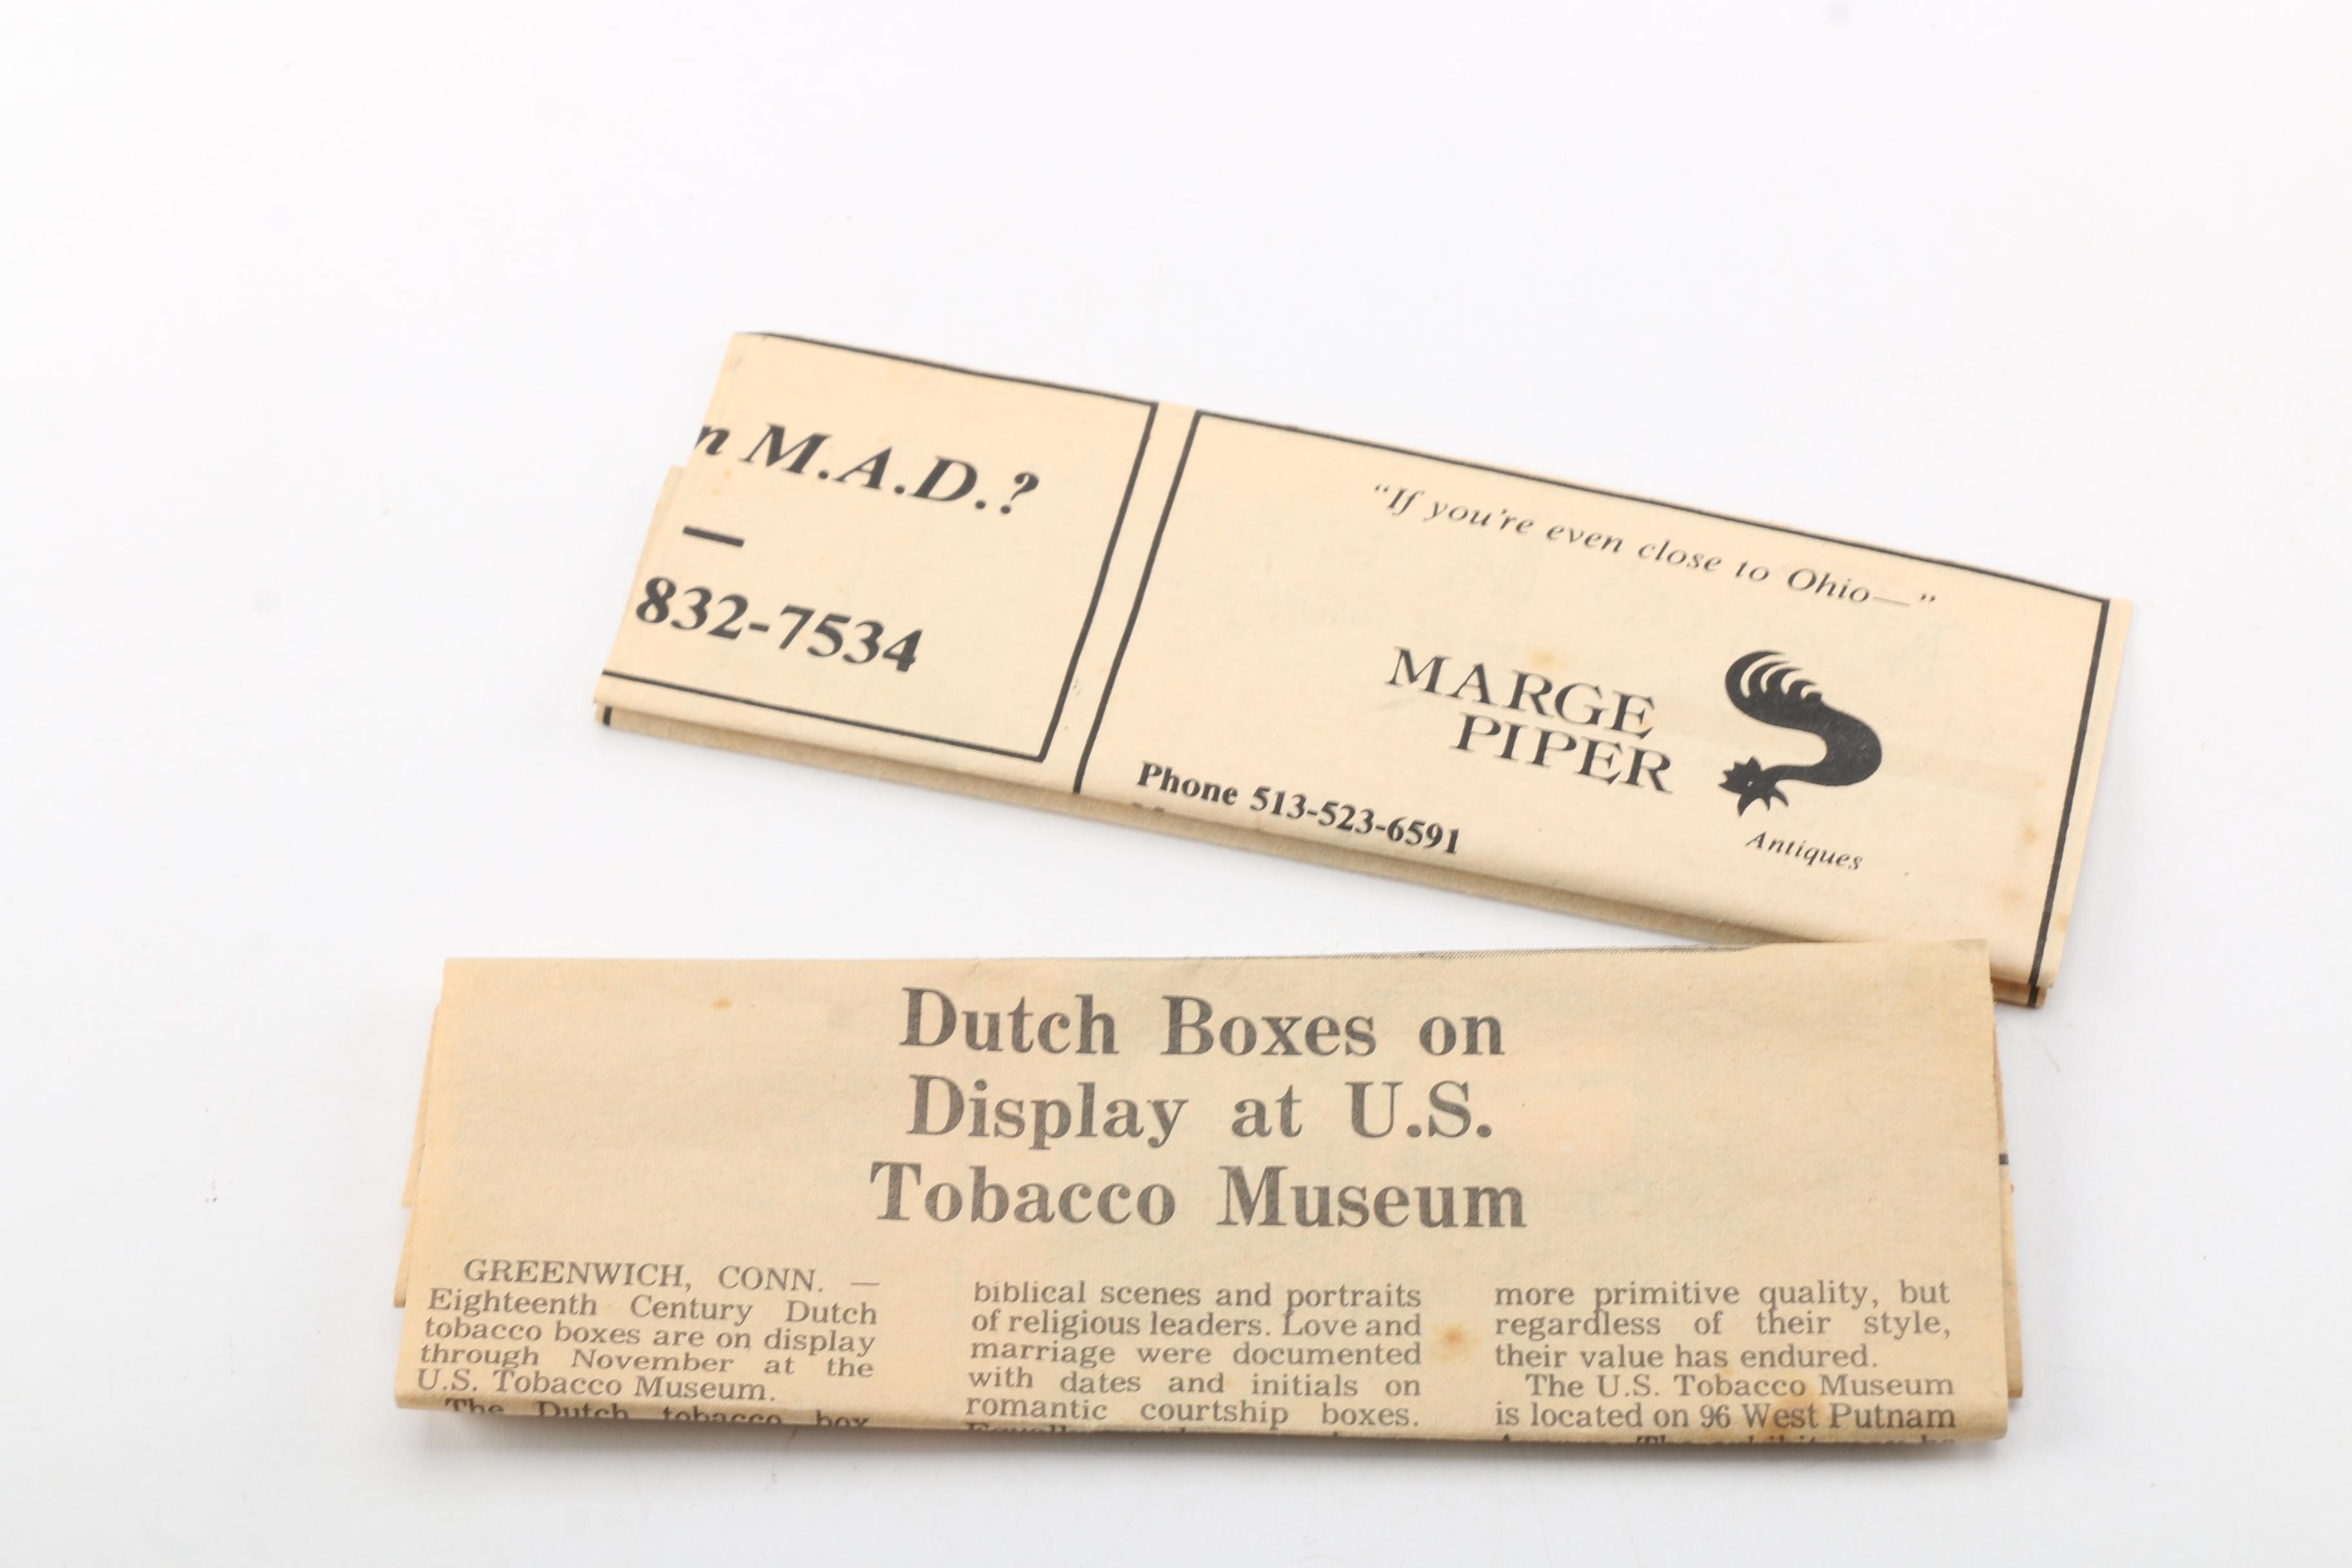 n M.A.D.?
—
832-7534
“If you're even close to Ohio—”
MARGE
PIPER
Antiques
Phone 513-523-6591
Dutch Boxes on
Display at U.S.
Tobacco Museum
GREENWICH, CONN. —
Eighteenth Century Dutch
tobacco boxes are on display
through November at the
U.S. Tobacco Museum.
The Dutch tobacco box
biblical scenes and portraits
of religious leaders. Love and
marriage were documented
with dates and initials on
romantic courtship boxes.
more primitive quality, but
regardless of their style,
their value has endured.
The U.S. Tobacco Museum
is located on 96 West Putnam